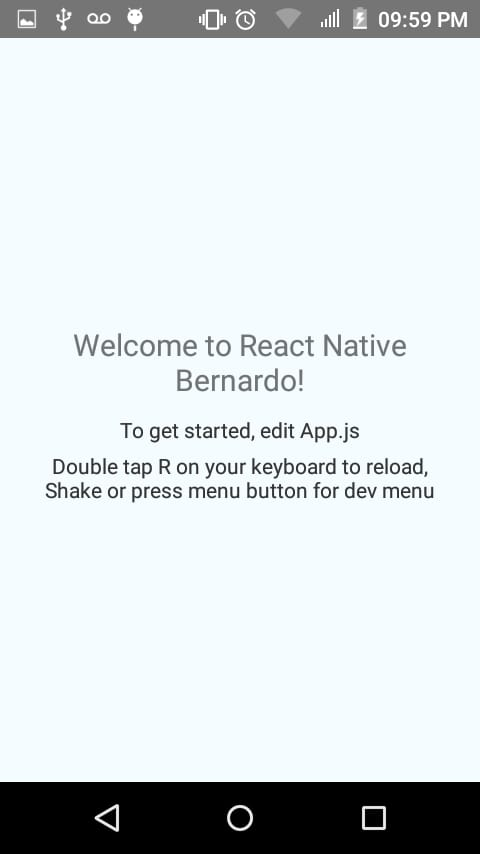 09:59 PM
Welcome to React Native
Bernardo!
To get started, edit App.js
Double tap R on your keyboard to reload,
Shake or press menu button for dev menu